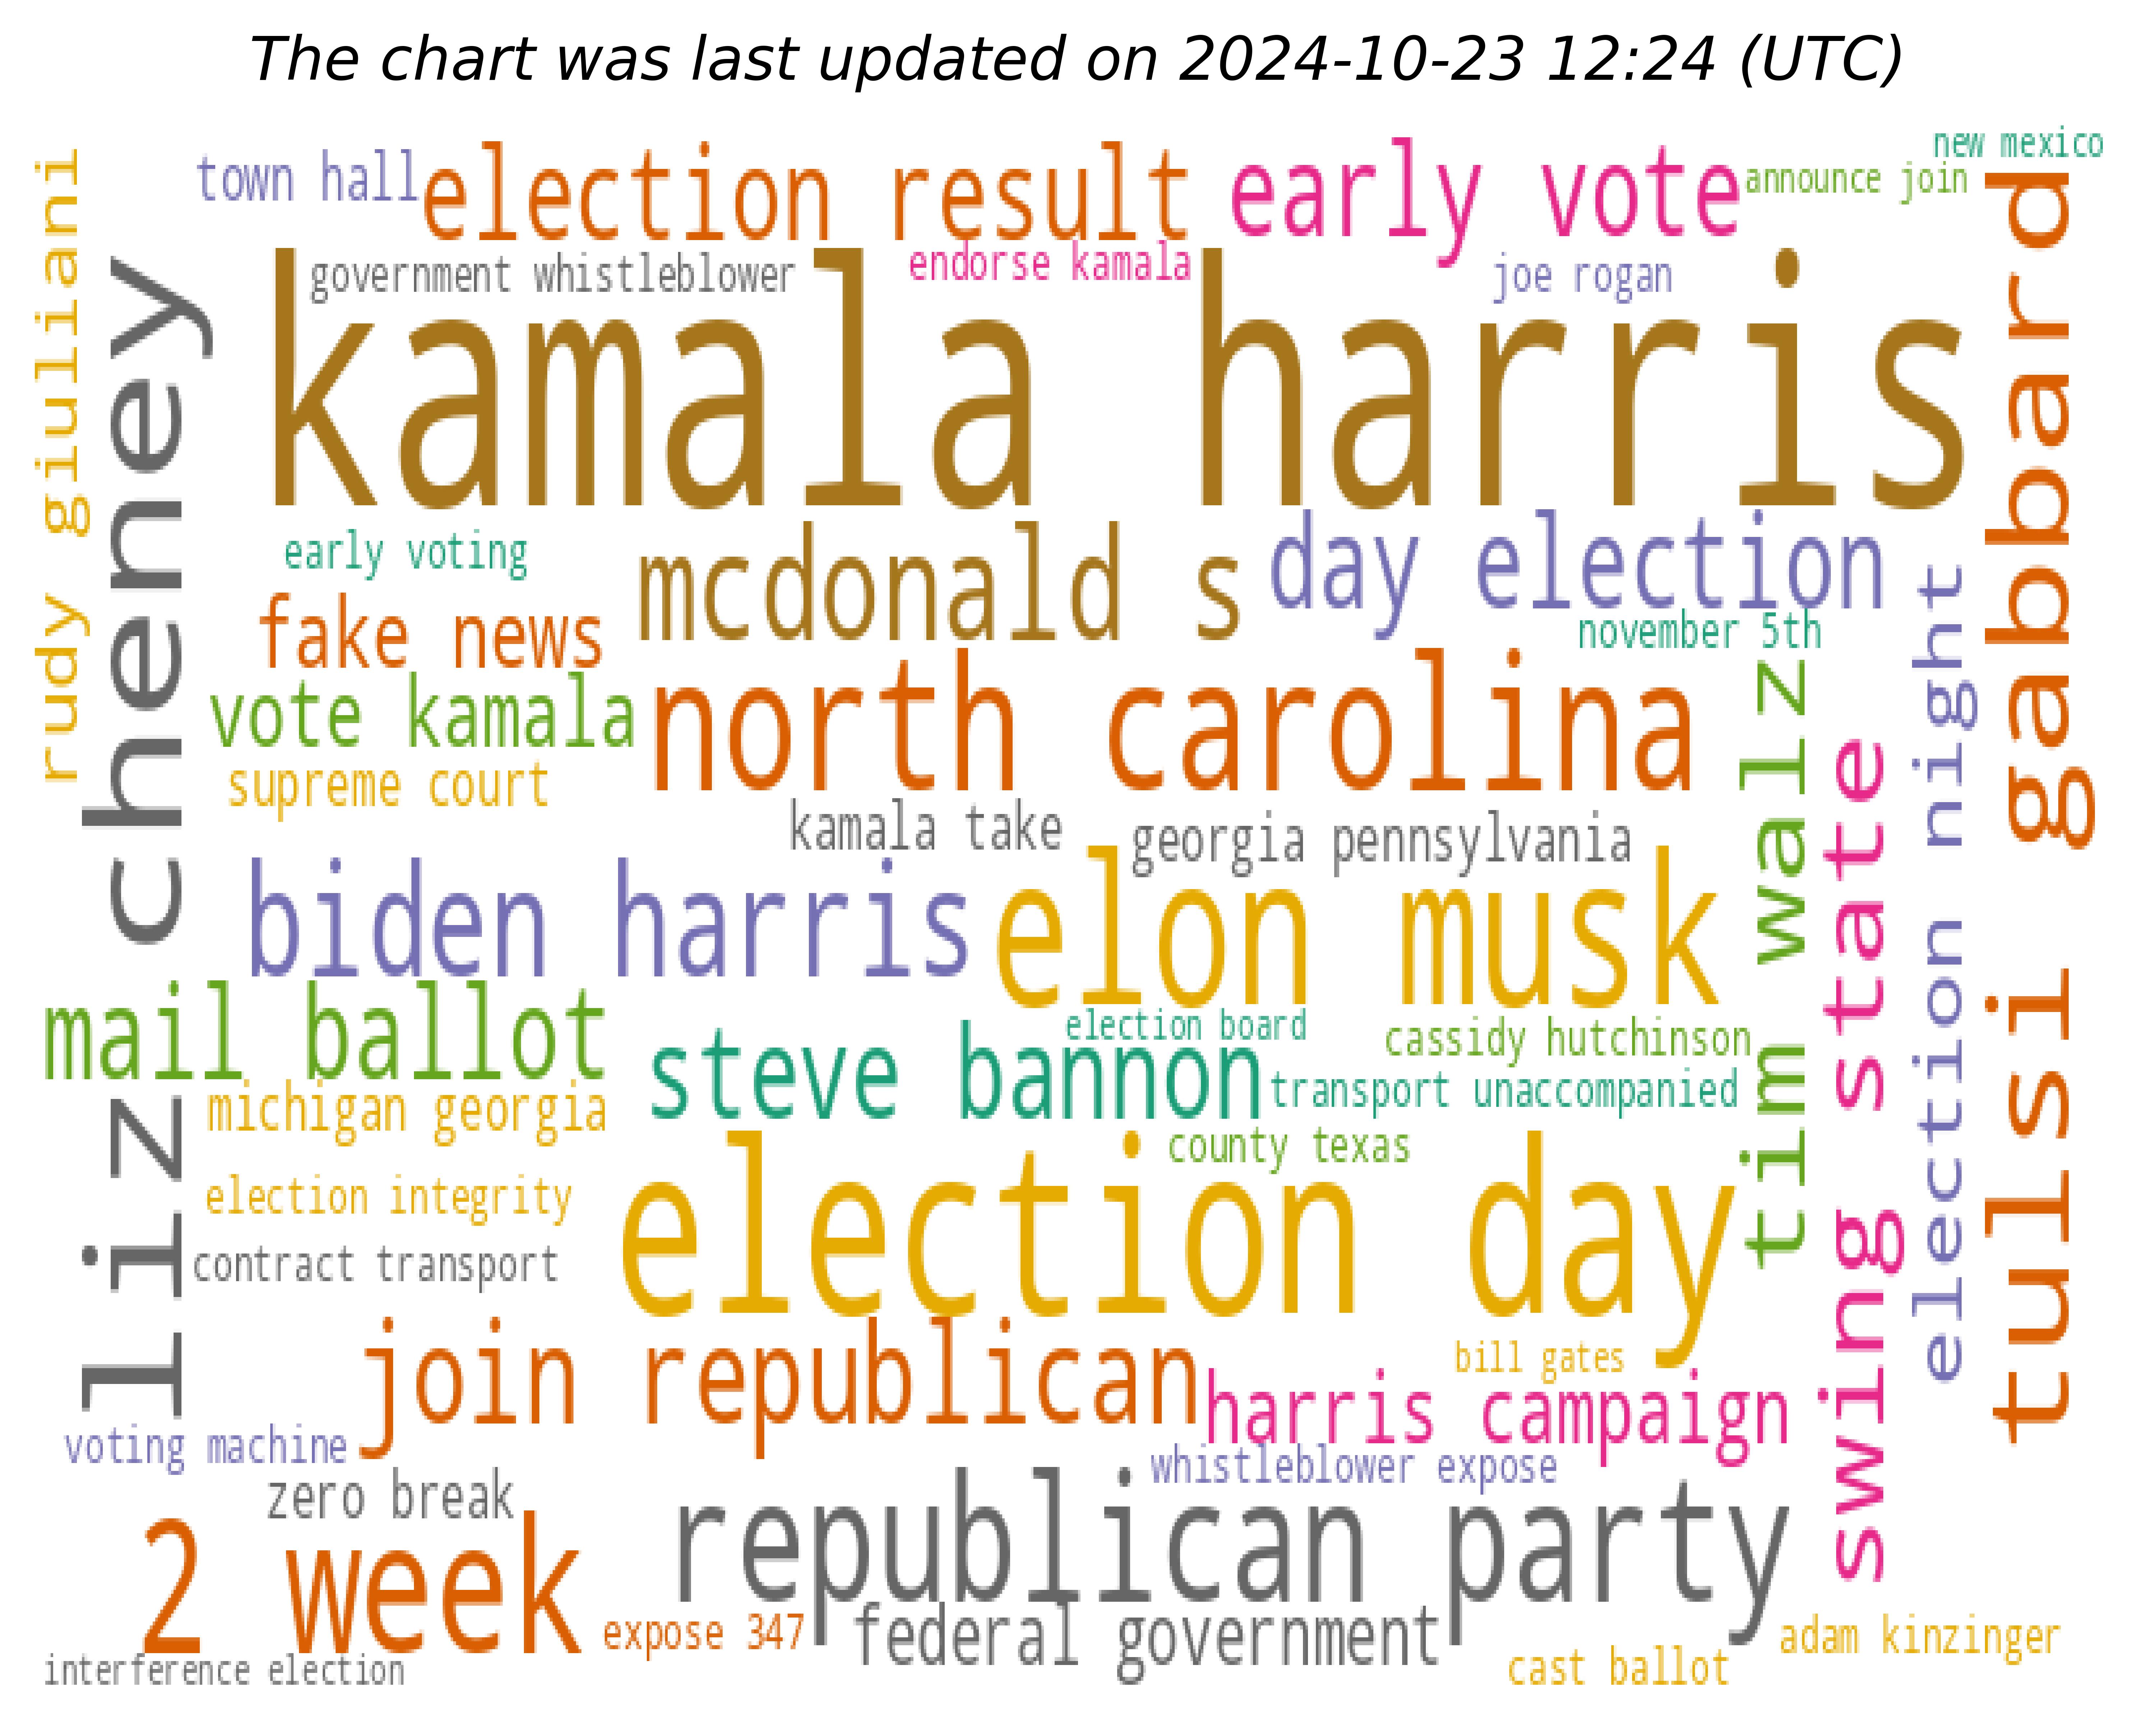 The chart was last updated on 2024-10-23 12:24 (UTC)
new mexico
town hall
election result
early vote
announce join
rudy giuliani
liz cheney
government whistleblower
endorse kamala
joe rogan
kamala harris
tulsi gabbard
early voting
mcdonald s
day election
fake news
november 5th
vote kamala
north carolina
supreme court
tim walz
swing state
election night
kamala take
georgia pennsylvania
biden harris
elon musk
mail ballot
steve bannon
election board
cassidy hutchinson
transport unaccompanied
michigan georgia
county texas
election integrity
election day
contract transport
join republican
bill gates
harris campaign
voting machine
whistleblower expose
zero break
republican party
2 week
expose 347
federal government
adam kinzinger
interference election
cast ballot